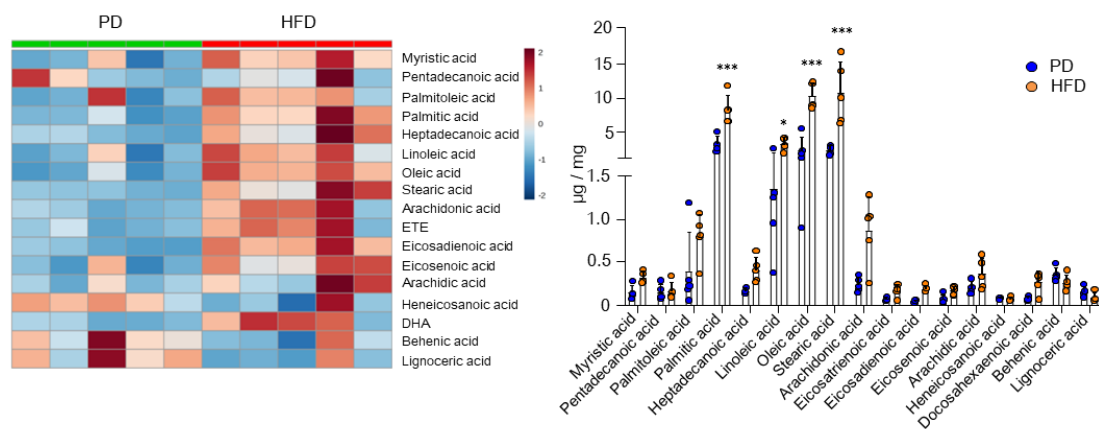 PD HFD
Myristic acid
Pentadecanoic acid
Palmitoleic acid
Palmitic acid
Heptadecanoic acid
Linoleic acid
Oleic acid
Stearic acid
Arachidonic acid
ETE
Eicosadienoic acid
Eicosenoic acid
Arachidic acid
Heneicosanoic acid
DHA
Behenic acid
Lignoceric acid
2
1
0
-1
-2
µg / mg
20
15
10
5
1.5
1.0
0.5
0
***
*
***
***
PD
HFD
Myristic acid
Pentadecanoic acid
Palmitoleic acid
Palmitic acid
Heptadecanoic acid
Linoleic acid
Oleic acid
Stearic acid
Arachidonic acid
Eicosatrienoic acid
Eicosadienoic acid
Eicosenoic acid
Arachidic acid
Heneicosanoic acid
Docosahexaenoic acid
Behenic acid
Lignoceric acid